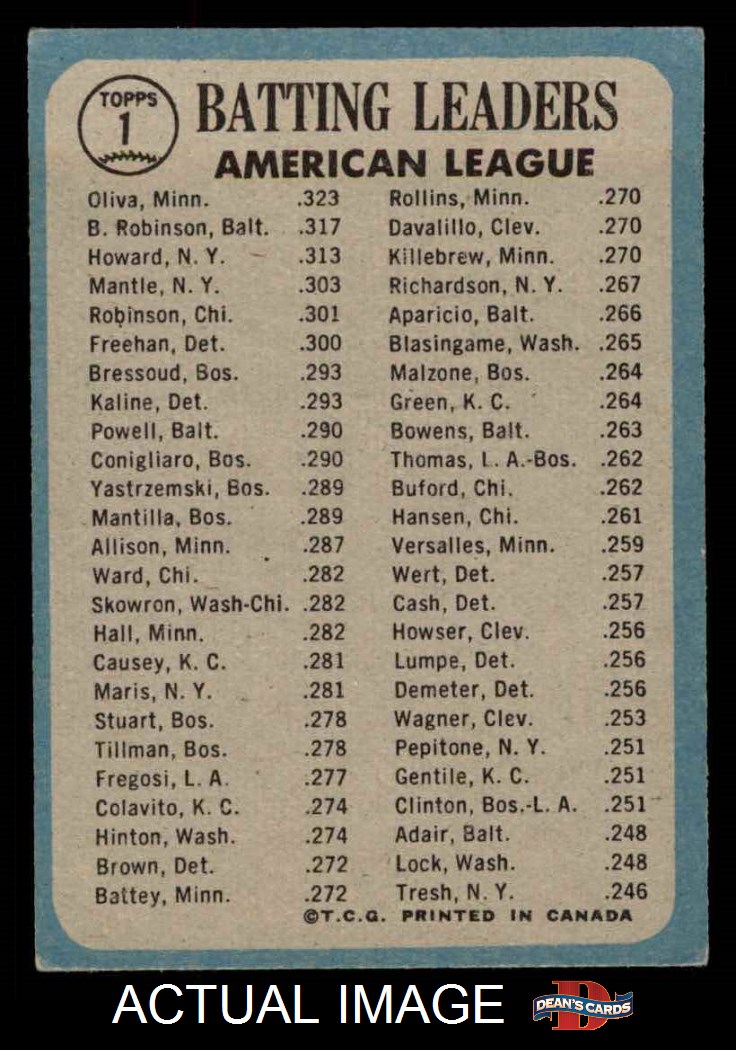 TOPPS
1
BATTING LEADERS
AMERICAN LEAGUE
Oliva, Minn. .323
B. Robinson, Balt. .317
Howard, N. Y. .313
Mantle, N. Y. .303
Robinson, Chi. .301
Freehan, Det. .300
Bressoud, Bos. .293
Kaline, Det. .293
Powell, Balt. .290
Conigliaro, Bos. .290
Yastrzemski, Bos. .289
Mantilla, Bos. .289
Allison, Minn. .287
Ward, Chi. .282
Skowron, Wash-Chi. .282
Hall, Minn. .282
Causey, K. C. .281
Maris, N. Y. .281
Stuart, Bos. .278
Tillman, Bos. .278
Fregosi, L. A. .277
Colavito, K. C. .274
Hinton, Wash. .274
Brown, Det. .272
Battey, Minn. .272
Rollins, Minn. .270
Davalillo, Clev. .270
Killebrew, Minn. .270
Richardson, N. Y. .267
Aparicio, Balt. .266
Blasingame, Wash. .265
Malzone, Bos. .264
Green, K. C. .264
Bowens, Balt. .263
Thomas, L. A.-Bos. .262
Buford, Chi. .262
Hansen, Chi. .261
Versalles, Minn. .259
Wert, Det. .257
Cash, Det. .257
Howser, Clev. .256
Lumpe, Det. .256
Demeter, Det. .256
Wagner, Clev. .253
Pepitone, N. Y. .251
Gentile, K. C. .251
Clinton, Bos.-L. A. .251
Adair, Balt. .248
Lock, Wash. .248
Tresh, N. Y. .246
©T.C.G. PRINTED IN CANADA
ACTUAL IMAGE
D
DEAN'S CARDS